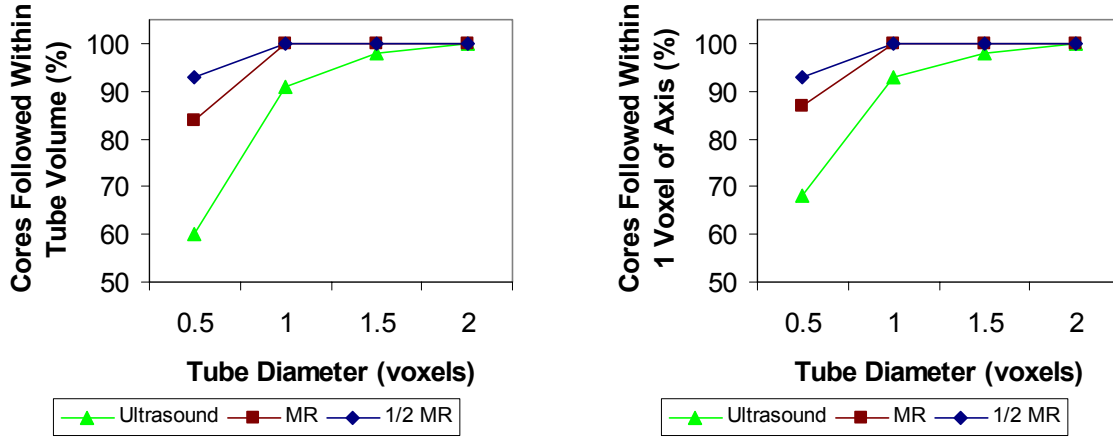 Cores Followed Within
Tube Volume (%)
100
90
80
70
60
50
0.5 1 1.5 2
Tube Diameter (voxels)
Ultrasound MR 1/2 MR
Cores Followed Within
1 Voxel of Axis (%)
100
90
80
70
60
50
0.5 1 1.5 2
Tube Diameter (voxels)
Ultrasound MR 1/2 MR